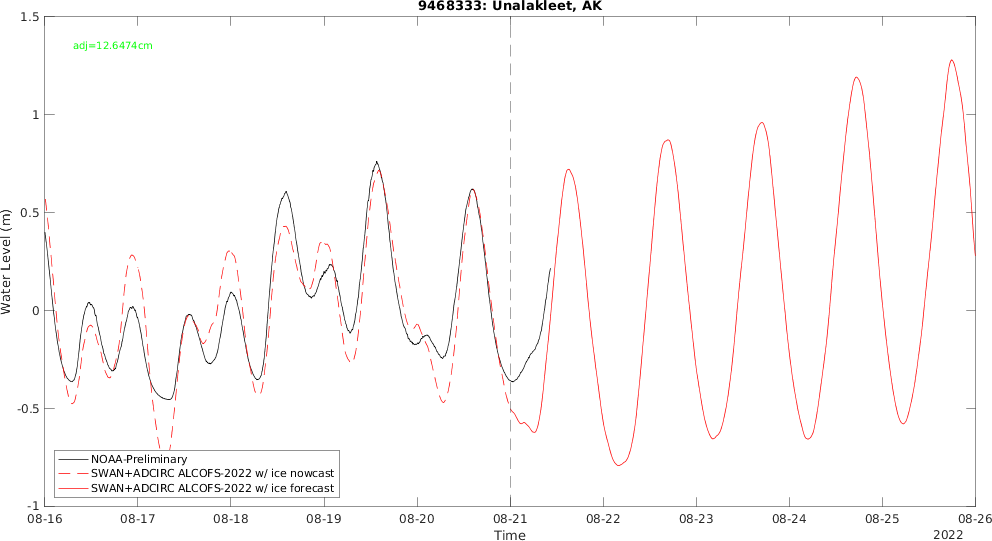 9468333: Unalakleet, AK
1.5
adj=12.6474cm
1
0.5
0
-0.5
-1
Water Level (m)
NOAA-Preliminary
SWAN+ADCIRC ALCOFS-2022 w/ ice nowcast
SWAN+ADCIRC ALCOFS-2022 w/ ice forecast
08-16 08-17 08-18 08-19 08-20 08-21 08-22 08-23 08-24 08-25 08-26
Time
2022